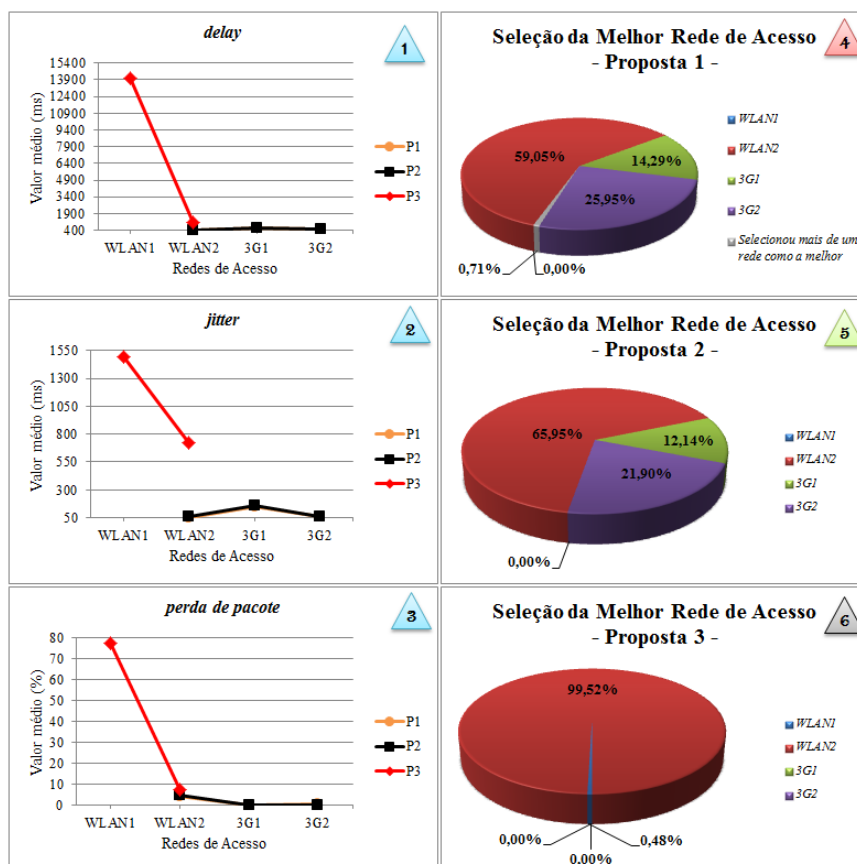 delay
1
Valor médio (ms)
15400
13900
12400
10900
9400
7900
6400
4900
3400
1900
400
WLAN1 WLAN2 3G1 3G2
Redes de Acesso
P1
P2
P3
Seleção da Melhor Rede de Acesso
- Proposta 1 -
4
59,05%
14,29%
25,95%
0,71%
0,00%
WLAN1
WLAN2
3G1
3G2
Selecionou mais de um
rede como a melhor
jitter
2
Valor médio (ms)
1550
1300
1050
800
550
300
50
WLAN1 WLAN2 3G1 3G2
Redes de Acesso
P1
P2
P3
Seleção da Melhor Rede de Acesso
- Proposta 2 -
5
65,95%
12,14%
21,90%
0,00%
WLAN1
WLAN2
3G1
3G2
perda de pacote
3
Valor médio (%)
80
70
60
50
40
30
20
10
0
WLAN1 WLAN2 3G1 3G2
Redes de Acesso
P1
P2
P3
Seleção da Melhor Rede de Acesso
- Proposta 3 -
6
99,52%
0,00%
0,00%
0,48%
WLAN1
WLAN2
3G1
3G2